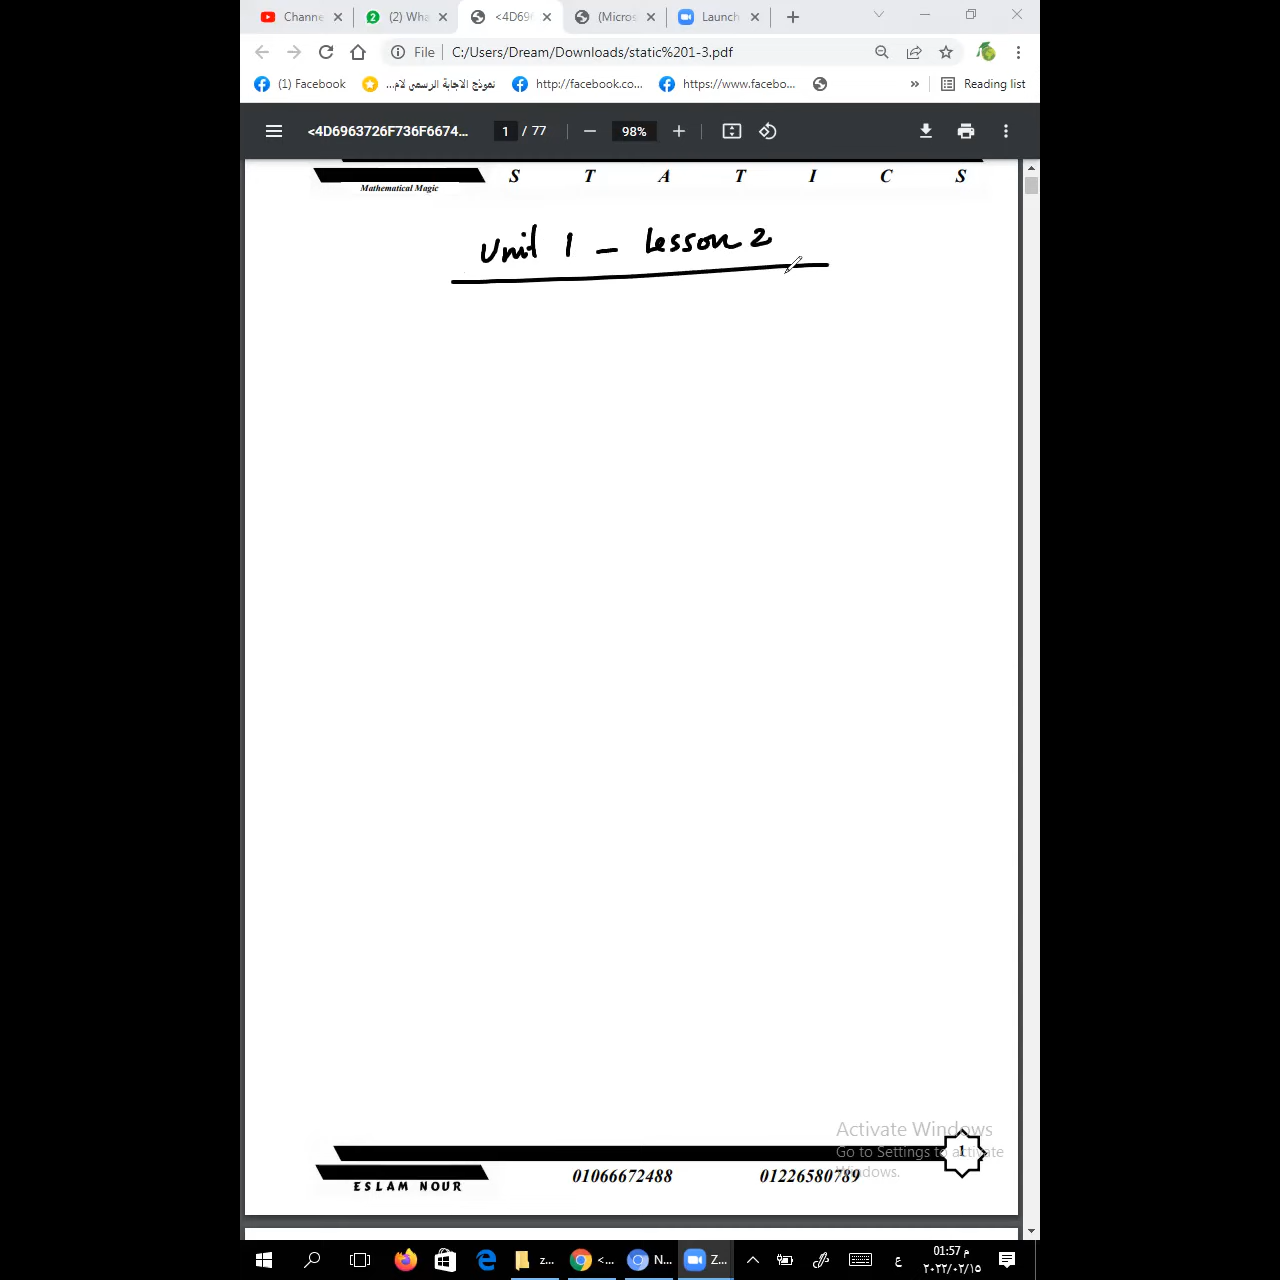 Channe
(2) Wha
<4D69
(Micros
Launch
File
C:/Users/Dream/Downloads/static%201-3.pdf
(1) Facebook
نموذج الاجابة الرسمى لام...
http://facebook.co...
https://www.facebo...
»
Reading list
<4D6963726F736F6674...
1 / 77
98%
S T A T I C S
Mathematical Magic
Unit 1 – Lesson 2
Activate Windows
Go to Settings to activate
Windows.
1
01066672488
01226580789
ESLAM NOUR
z...
<...
N...
Z...
ع
01:57 م
٢٠٢٢/٠٢/١٥